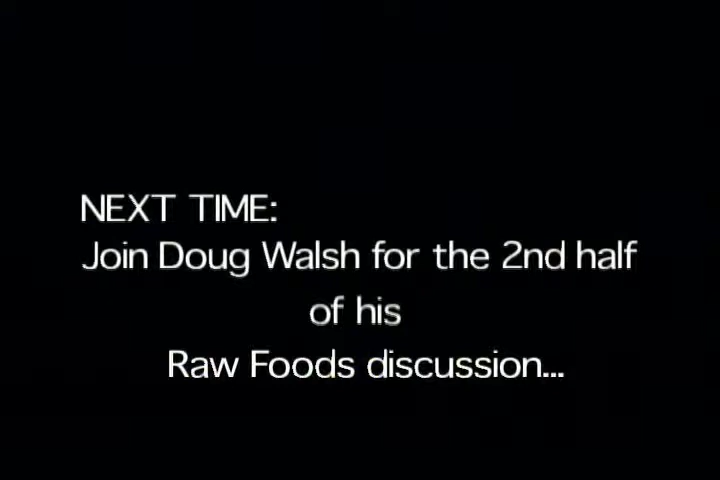 NEXT TIME:
Join Doug Walsh for the 2nd half
of his
Raw Foods discussion...